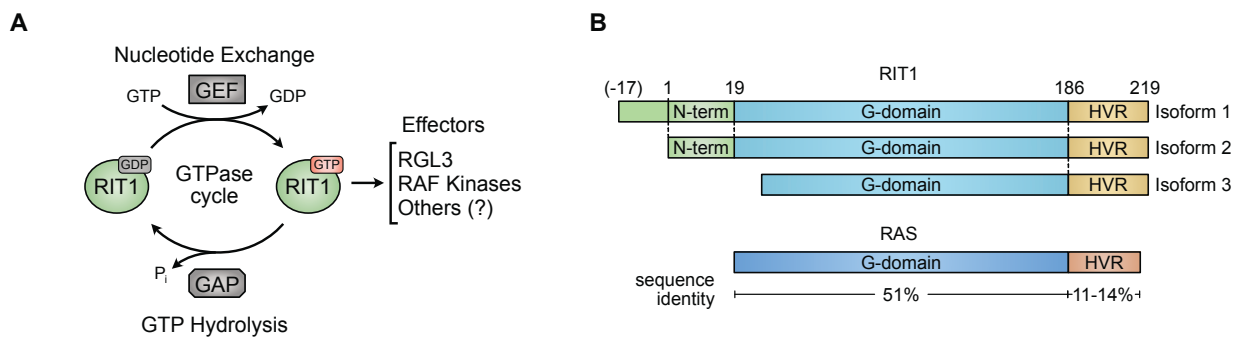 A
Nucleotide Exchange
GTP
GEF
GDP
RIT1
GDP
GTPase
cycle
RIT1
GTP
Effectors
RGL3
RAF Kinases
Others (?)
Pi
GAP
GTP Hydrolysis
B
RIT1
(-17) 1 19 186 219
N-term G-domain HVR Isoform 1
N-term G-domain HVR Isoform 2
G-domain HVR Isoform 3
RAS
G-domain HVR
sequence
identity
51% 11-14%